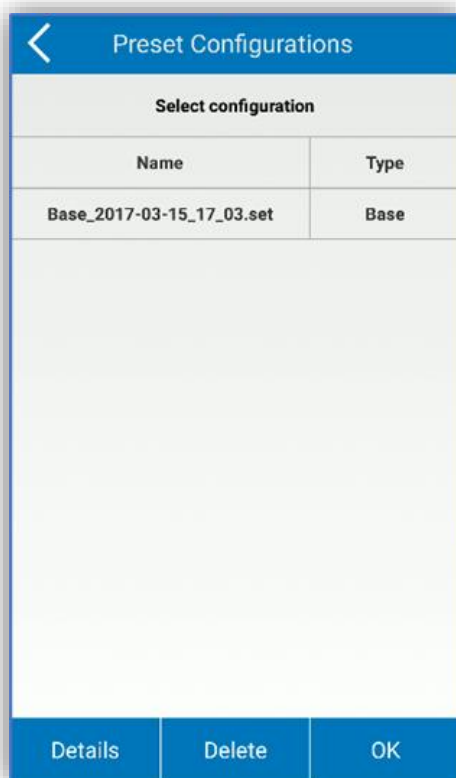 Preset Configurations
Select configuration
Name Type
Base_2017-03-15_17_03.set Base
Details Delete OK